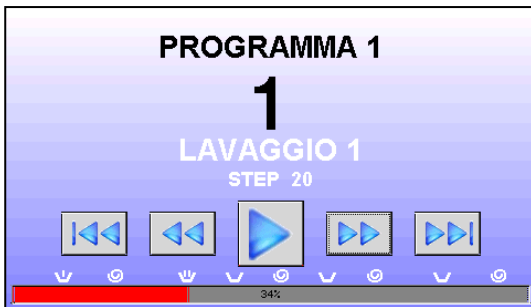 PROGRAMMA 1
1
LAVAGGIO 1
STEP 20
34%